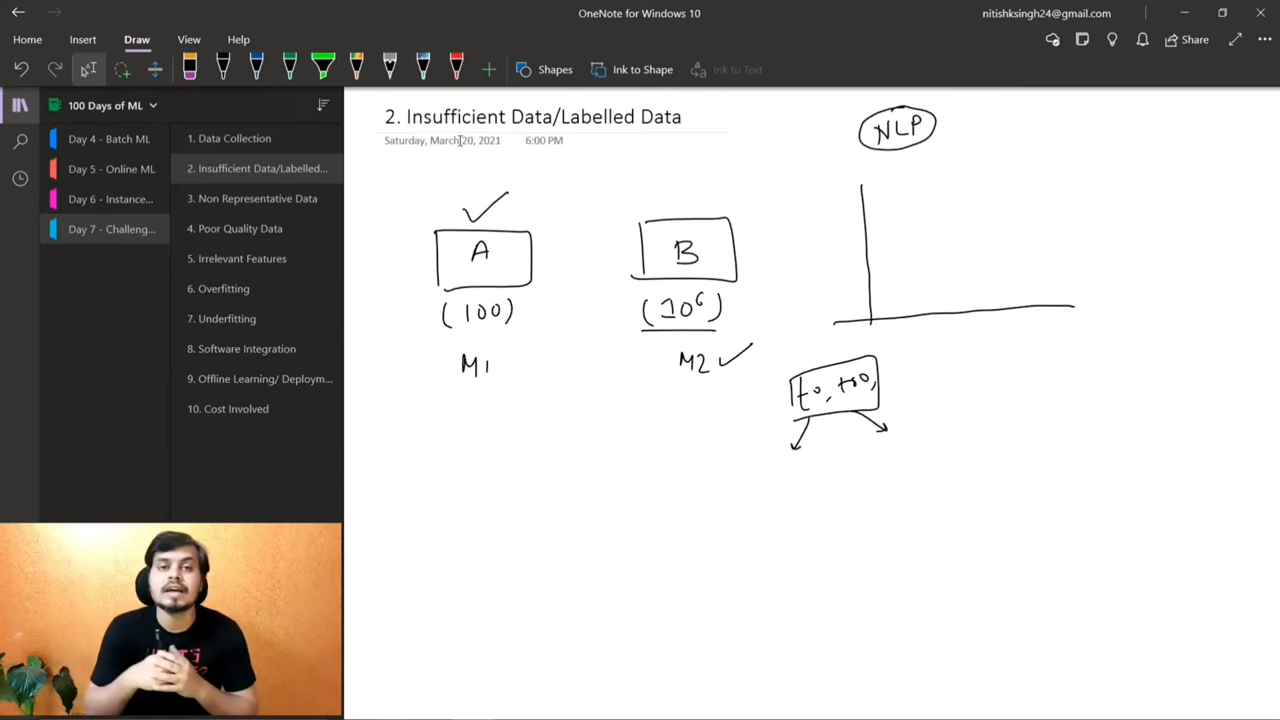 OneNote for Windows 10
nitishksingh24@gmail.com
Home Insert Draw View Help
Share
Shapes
Ink to Shape
Ink to Text
100 Days of ML
Day 4 - Batch ML
Day 5 - Online ML
Day 6 - Instance...
Day 7 - Challeng...
1. Data Collection
2. Insufficient Data/Labelled...
3. Non Representative Data
4. Poor Quality Data
5. Irrelevant Features
6. Overfitting
7. Underfitting
8. Software Integration
9. Offline Learning/ Deploym...
10. Cost Involved
2. Insufficient Data/Labelled Data
Saturday, March 20, 2021 6:00 PM
NLP
A B
(100) (10⁶)
M1 M2
to, too,